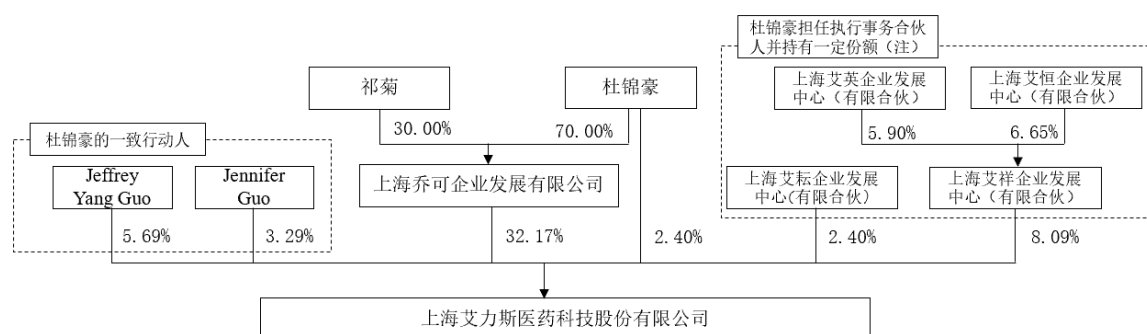 杜锦豪担任执行事务合伙
人并持有一定份额（注）
祁菊
杜锦豪
上海艾英企业发展
中心（有限合伙）
上海艾恒企业发展
中心（有限合伙）
30.00%
70.00%
5.90%
6.65%
杜锦豪的一致行动人
Jeffrey
Yang Guo
Jennifer
Guo
上海乔可企业发展有限公司
上海艾耘企业发展
中心(有限合伙)
上海艾祥企业发展
中心（有限合伙）
5.69%
3.29%
32.17%
2.40%
2.40%
8.09%
上海艾力斯医药科技股份有限公司